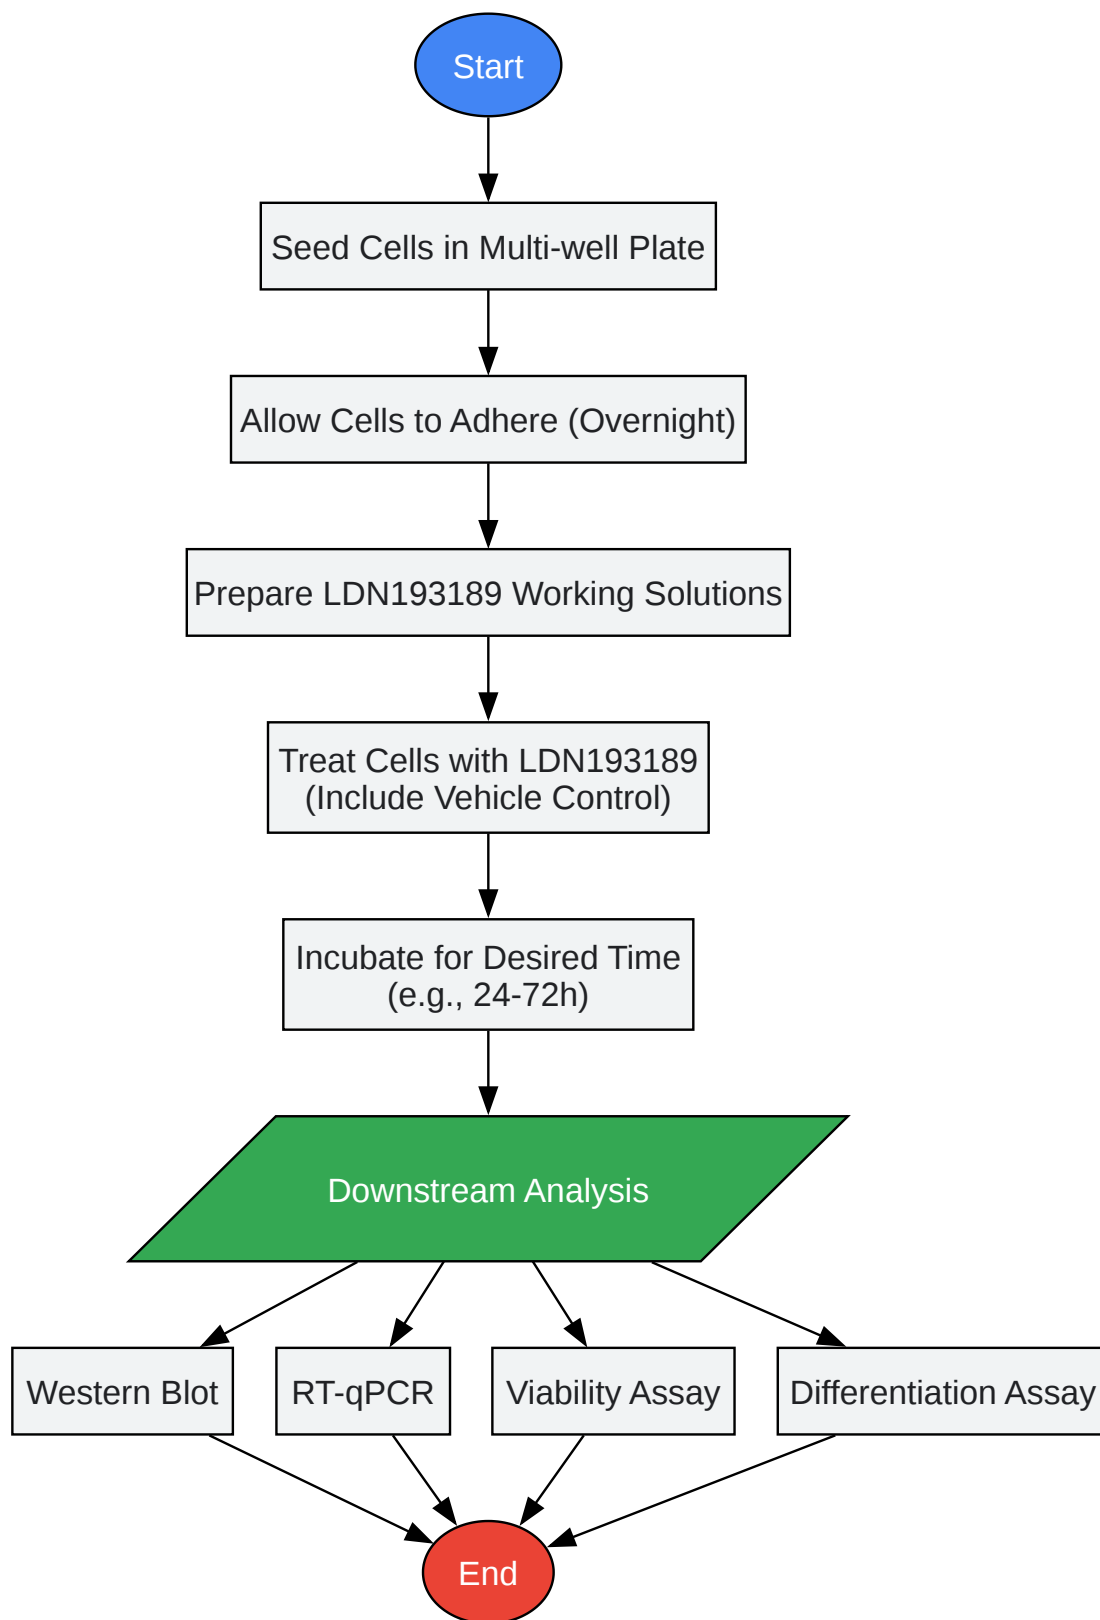 Start
Seed Cells in Multi-well Plate
Allow Cells to Adhere (Overnight)
Prepare LDN193189 Working Solutions
Treat Cells with LDN193189
(Include Vehicle Control)
Incubate for Desired Time
(e.g., 24-72h)
Downstream Analysis
Western Blot
RT-qPCR
Viability Assay
Differentiation Assay
End